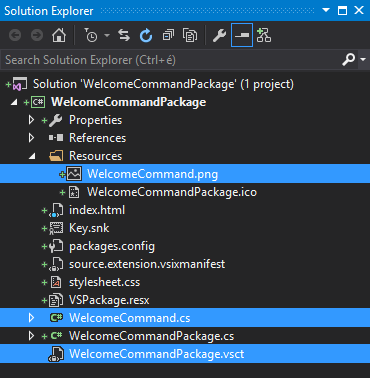 Solution Explorer
Search Solution Explorer (Ctrl+é)
Solution 'WelcomeCommandPackage' (1 project)
C# WelcomeCommandPackage
Properties
References
Resources
WelcomeCommand.png
WelcomeCommandPackage.ico
index.html
Key.snk
packages.config
source.extension.vsixmanifest
stylesheet.css
VSPackage.resx
C# WelcomeCommand.cs
C# WelcomeCommandPackage.cs
WelcomeCommandPackage.vsct